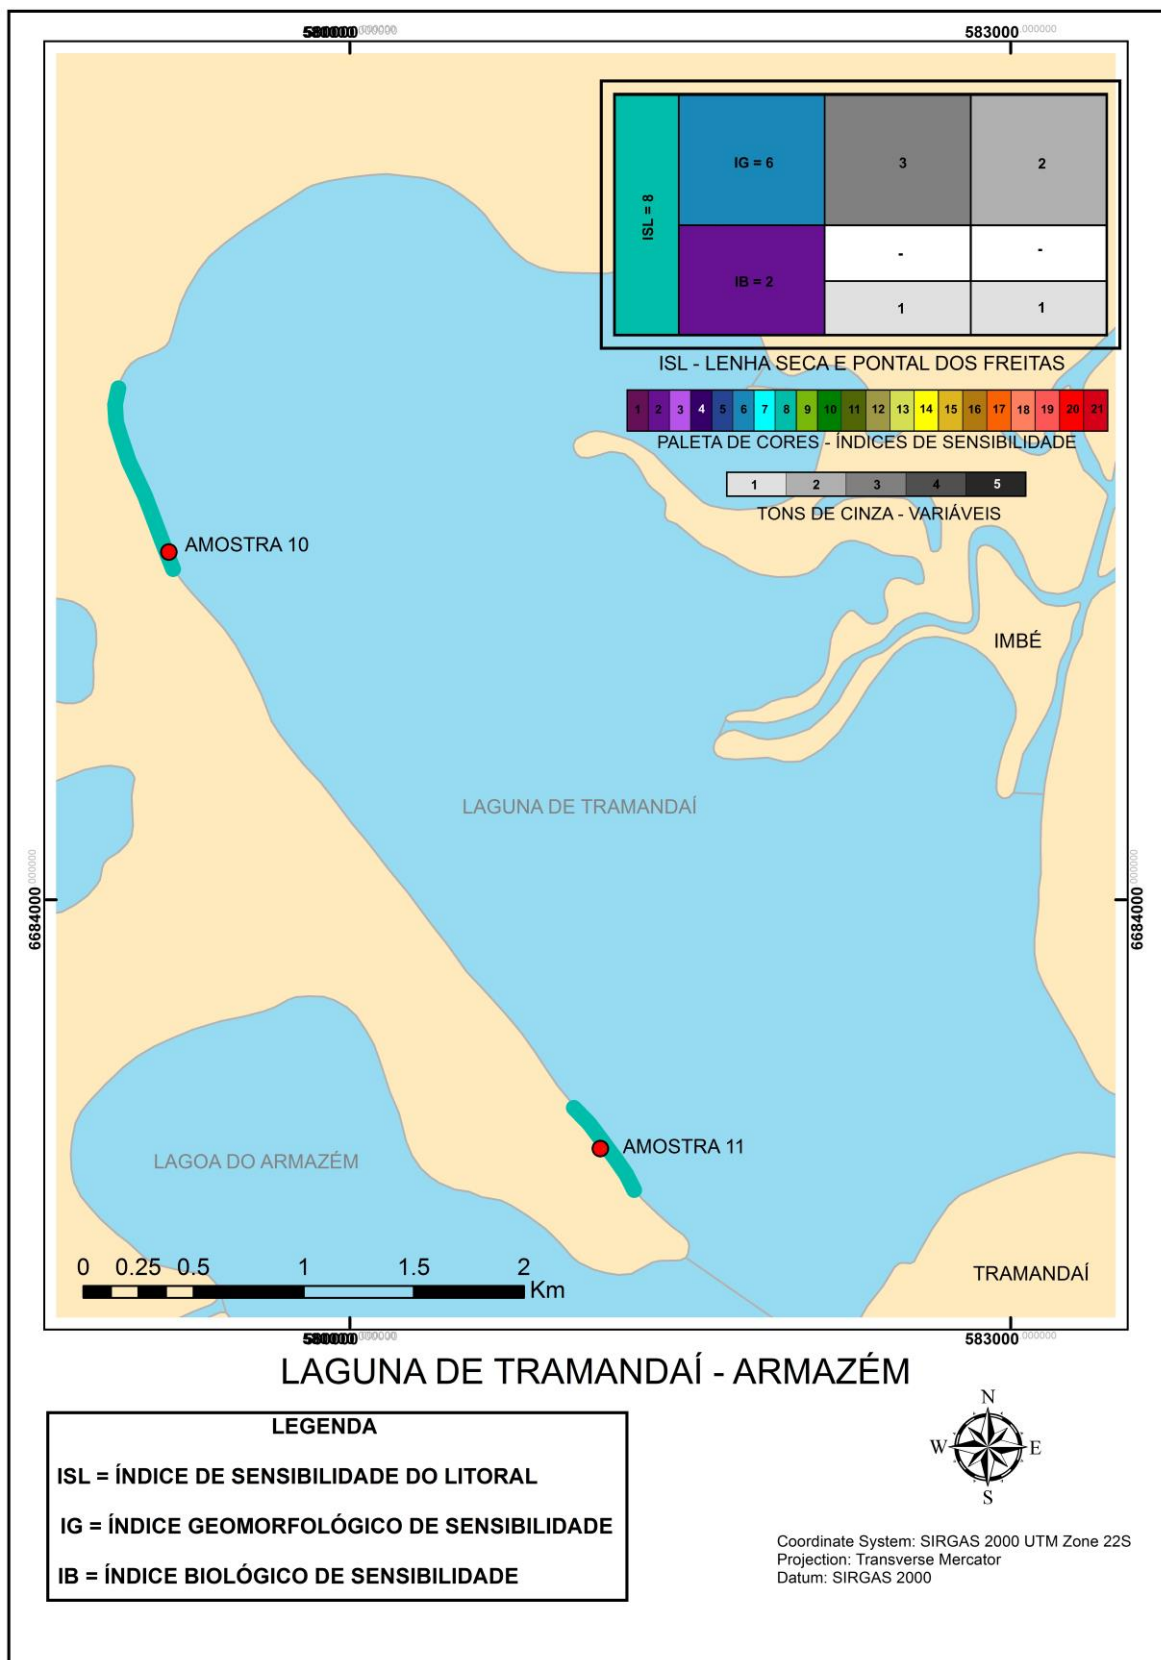 580000 000000
583000 000000
ISL = 8
IG = 6
3
2
IB = 2
-
-
1
1
ISL - LENHA SECA E PONTAL DOS FREITAS
1 2 3 4 5 6 7 8 9 10 11 12 13 14 15 16 17 18 19 20 21
PALETA DE CORES - ÍNDICES DE SENSIBILIDADE
1 2 3 4 5
TONS DE CINZA - VARIÁVEIS
AMOSTRA 10
IMBÉ
LAGUNA DE TRAMANDAÍ
6684000 000000
6684000 000000
AMOSTRA 11
LAGOA DO ARMAZÉM
TRAMANDAÍ
0 0.25 0.5 1 1.5 2
Km
580000 000000
583000 000000
LAGUNA DE TRAMANDAÍ - ARMAZÉM
LEGENDA
ISL = ÍNDICE DE SENSIBILIDADE DO LITORAL
IG = ÍNDICE GEOMORFOLÓGICO DE SENSIBILIDADE
IB = ÍNDICE BIOLÓGICO DE SENSIBILIDADE
N
W E
S
Coordinate System: SIRGAS 2000 UTM Zone 22S
Projection: Transverse Mercator
Datum: SIRGAS 2000